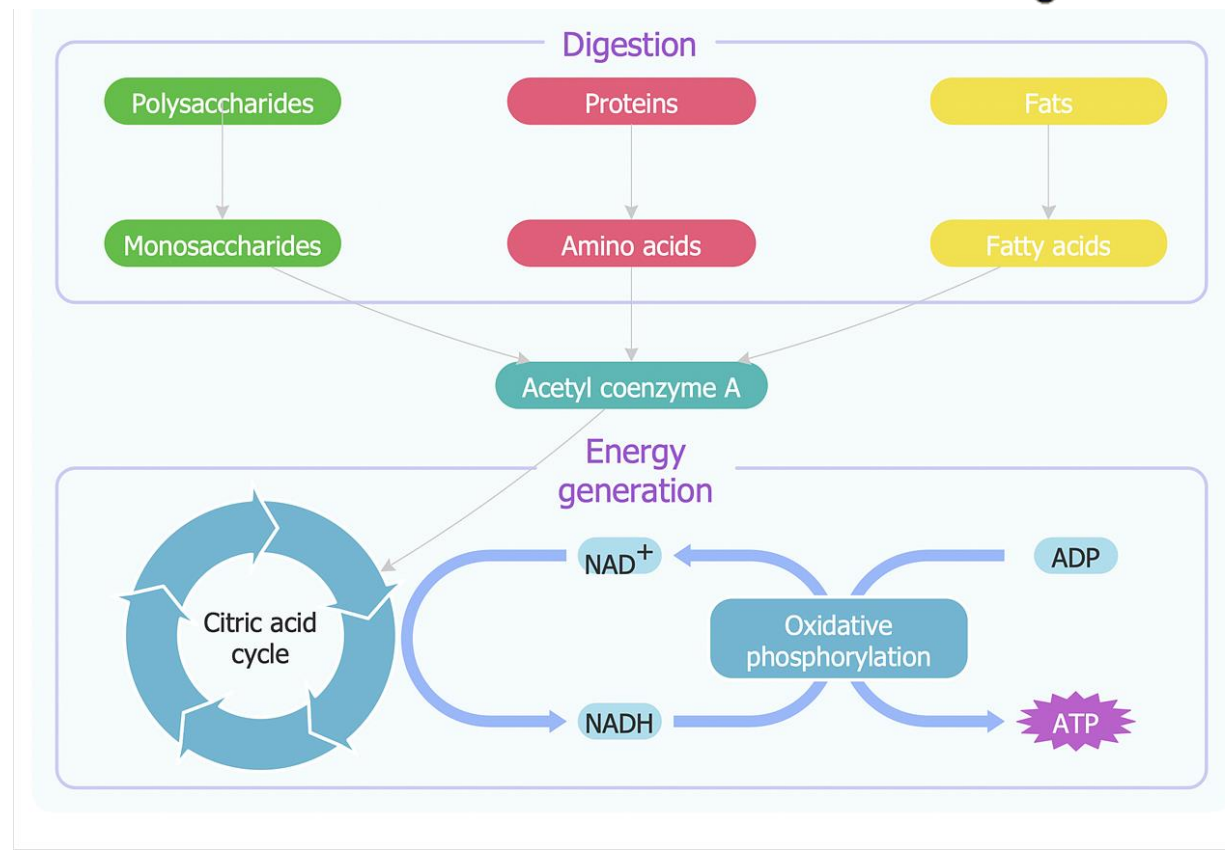 Digestion
Polysaccharides
Proteins
Fats
Monosaccharides
Amino acids
Fatty acids
Acetyl coenzyme A
Energy
generation
NAD+
ADP
Citric acid
cycle
Oxidative
phosphorylation
NADH
ATP